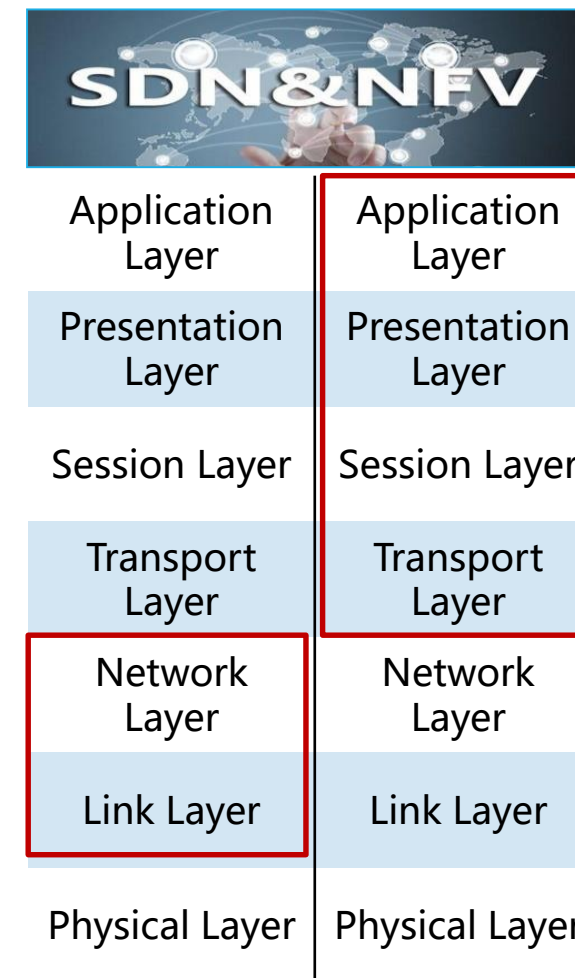 SDN&NFV
Application
Layer
Application
Layer
Presentation
Layer
Presentation
Layer
Session Layer
Session Layer
Transport
Layer
Transport
Layer
Network
Layer
Network
Layer
Link Layer
Link Layer
Physical Layer
Physical Layer